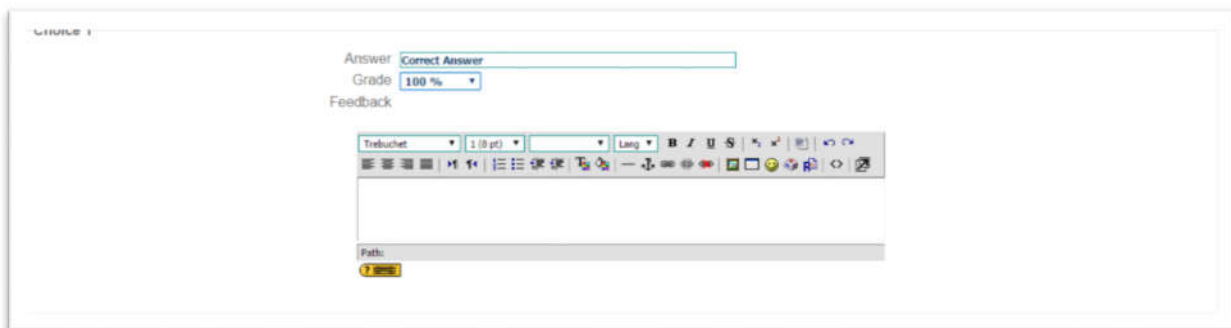 Choice 1
Answer Correct Answer
Grade 100 %
Feedback
Trebuchet 1 (8 pt) Lang B I U S
Path:
?